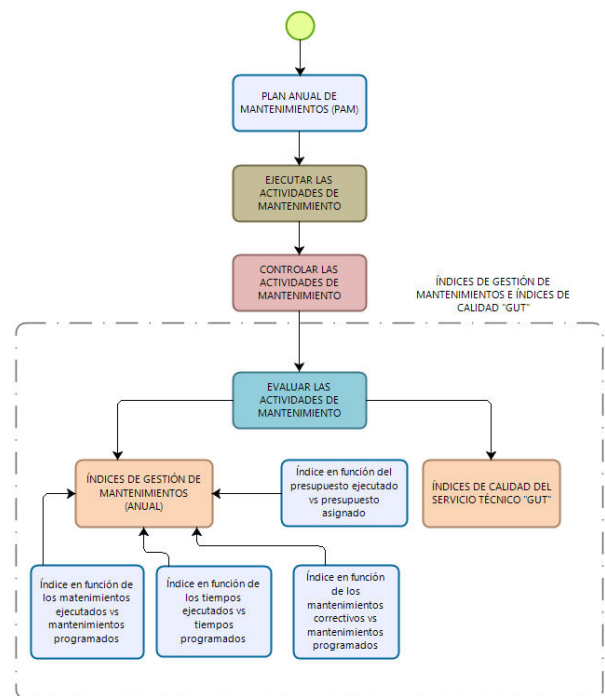 PLAN ANUAL DE
MANTENIMIENTOS (PAM)
EJECUTAR LAS
ACTIVIDADES DE
MANTENIMIENTO
CONTROLAR LAS
ACTIVIDADES DE
MANTENIMIENTO
ÍNDICES DE GESTIÓN DE
MANTENIMIENTOS E ÍNDICES DE
CALIDAD "GUT"
EVALUAR LAS
ACTIVIDADES DE
MANTENIMIENTO
ÍNDICES DE GESTIÓN DE
MANTENIMIENTOS
(ANUAL)
Índice en función del
presupuesto ejecutado
vs presupuesto
asignado
ÍNDICES DE CALIDAD DEL
SERVICIO TÉCNICO "GUT"
Índice en función de
los matenimientos
ejecutados vs
mantenimientos
programados
Índice en función de
los tiempos
ejecutados vs
tiempos
programados
Índice en función
de los
mantenimientos
correctivos vs
mantenimientos
programados